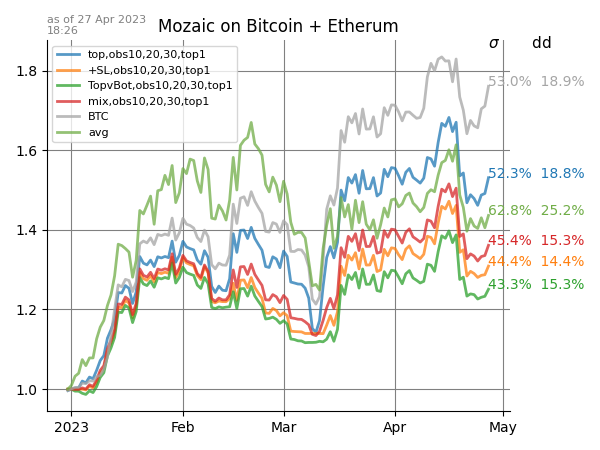 as of 27 Apr 2023
18:26
Mozaic on Bitcoin + Etherum
σ dd
top,obs10,20,30,top1
+SL,obs10,20,30,top1
TopvBot,obs10,20,30,top1
mix,obs10,20,30,top1
BTC
avg
1.8
1.6
1.4
1.2
1.0
53.0% 18.9%
52.3% 18.8%
62.8% 25.2%
45.4% 15.3%
44.4% 14.4%
43.3% 15.3%
2023 Feb Mar Apr May